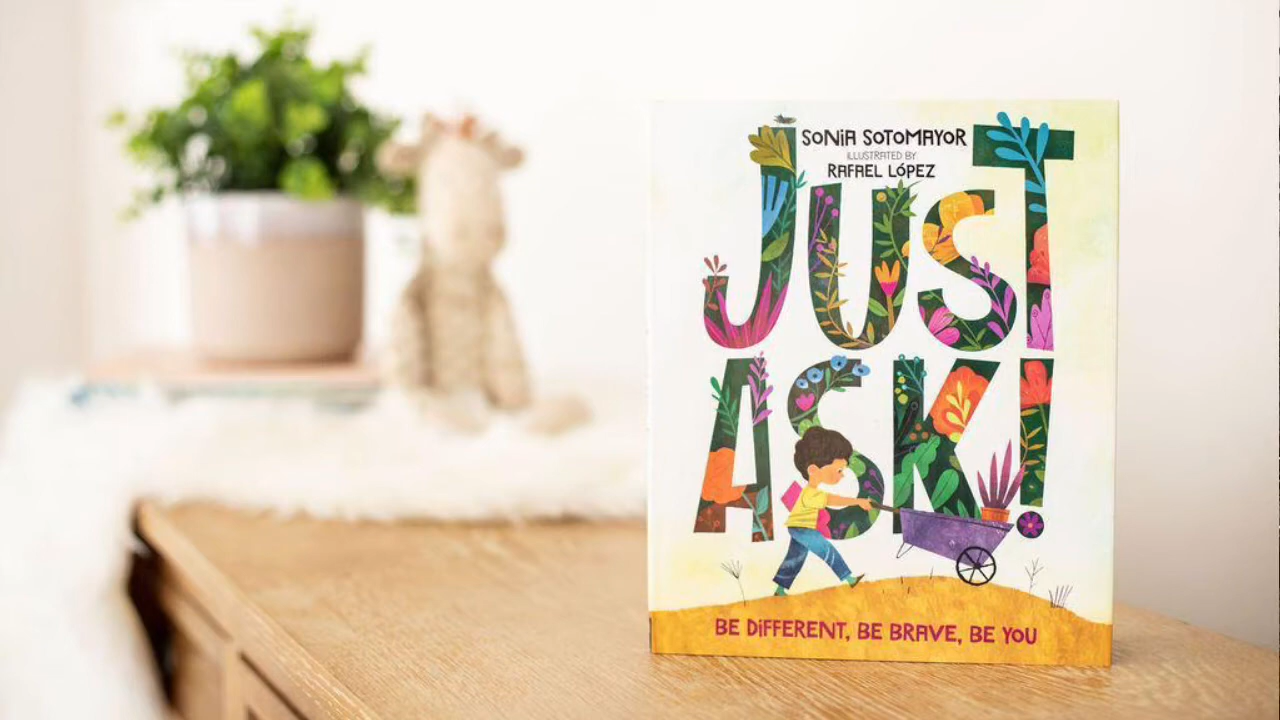 SONIA SOTOMAYOR
ILLUSTRATED BY
RAFAEL LÓPEZ
JUST
ASK!
BE DIFFERENT, BE BRAVE, BE YOU